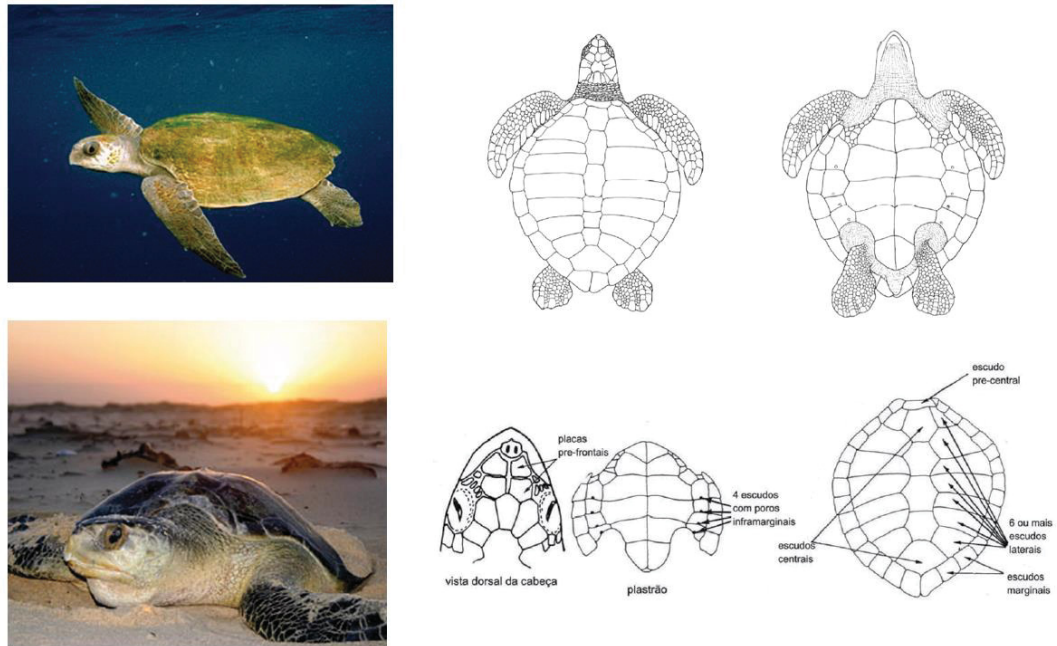 escudo
pre-central
placas
pre-frontais
4 escudos
com poros
inframarginais
vista dorsal da cabeça
plastrão
escudos
centrais
6 ou mais
escudos
laterais
escudos
marginais